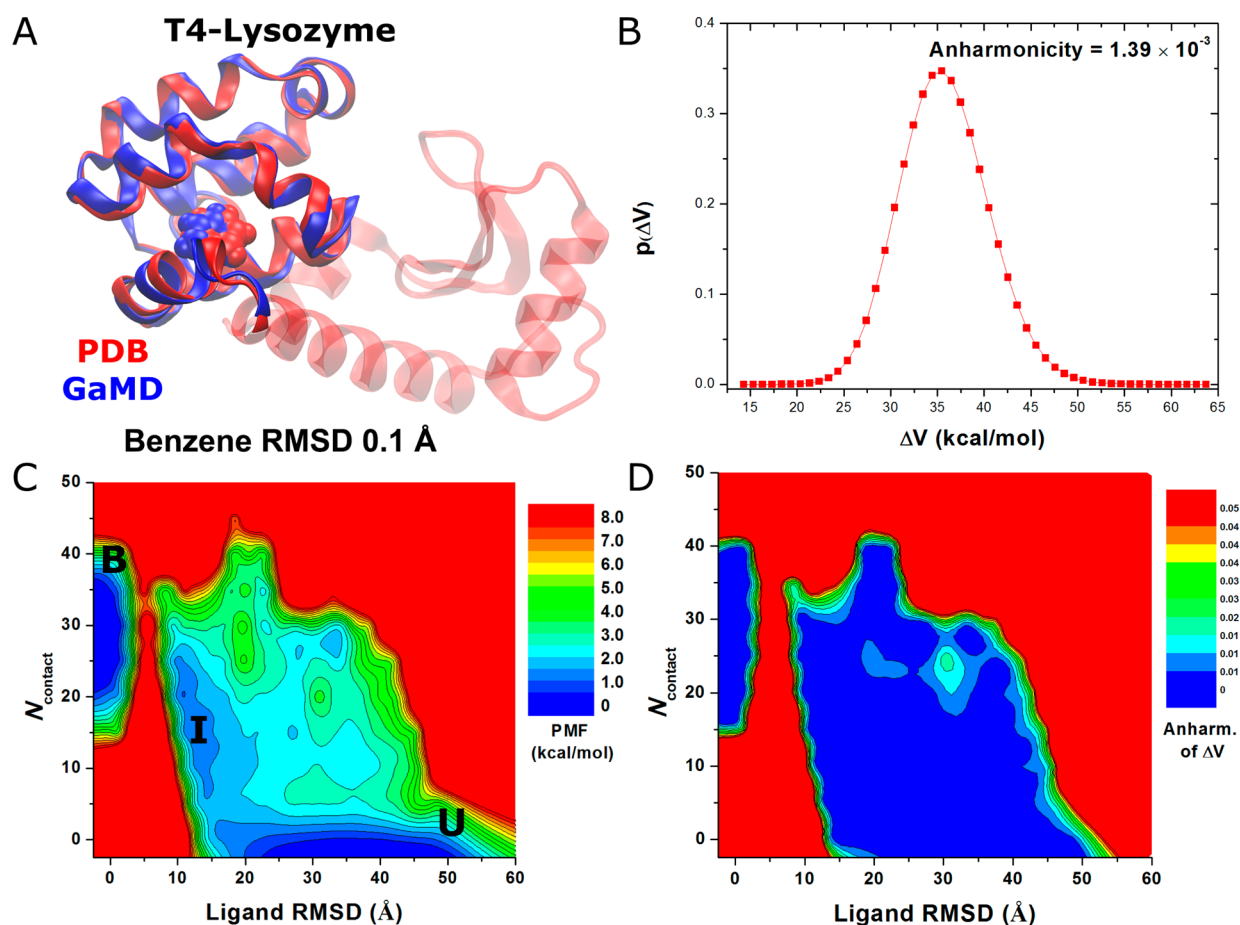 A
T4-Lysozyme
PDB
GaMD
Benzene RMSD 0.1 Å
B
Anharmonicity = 1.39 × 10⁻³
0.4
0.3
0.2
0.1
0.0
p(ΔV)
15 20 25 30 35 40 45 50 55 60 65
ΔV (kcal/mol)
C
50
40
30
20
10
0
N_contact
B
I
U
0 10 20 30 40 50 60
Ligand RMSD (Å)
8.0
7.0
6.0
5.0
4.0
3.0
2.0
1.0
0
PMF
(kcal/mol)
D
50
40
30
20
10
0
N_contact
0 10 20 30 40 50 60
Ligand RMSD (Å)
0.05
0.04
0.04
0.04
0.03
0.03
0.02
0.01
0.01
0.01
0
Anharm.
of ΔV